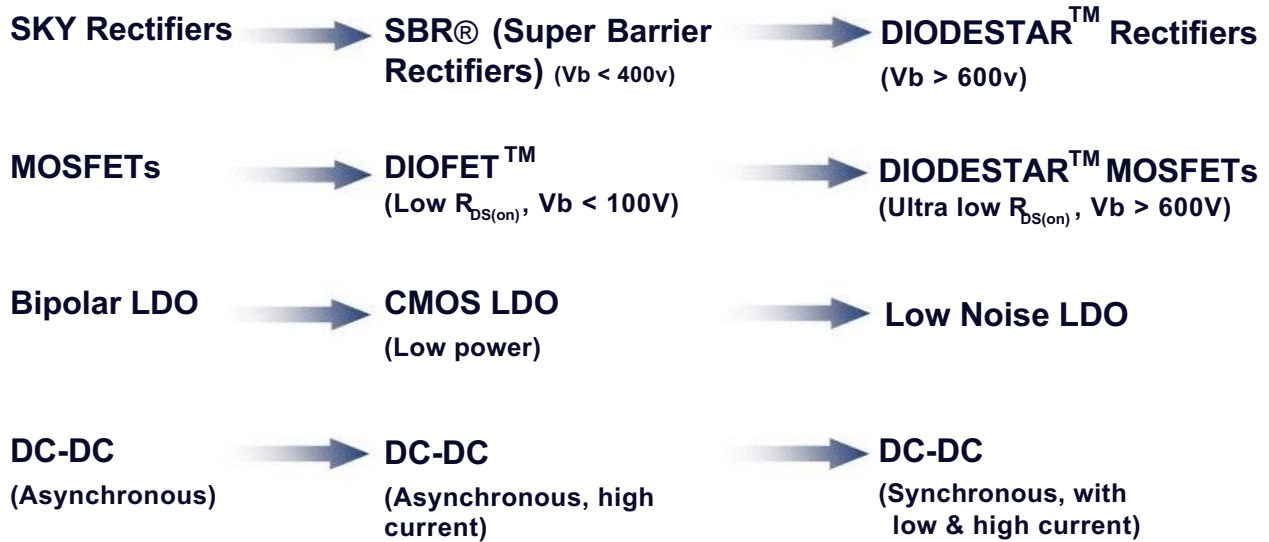 SKY Rectifiers
SBR® (Super Barrier
Rectifiers) (Vb < 400v)
DIODESTAR™ Rectifiers
(Vb > 600v)
MOSFETs
DIOFET™
(Low RDS(on), Vb < 100V)
DIODESTAR™ MOSFETs
(Ultra low RDS(on), Vb > 600V)
Bipolar LDO
CMOS LDO
(Low power)
Low Noise LDO
DC-DC
(Asynchronous)
DC-DC
(Asynchronous, high
current)
DC-DC
(Synchronous, with
low & high current)